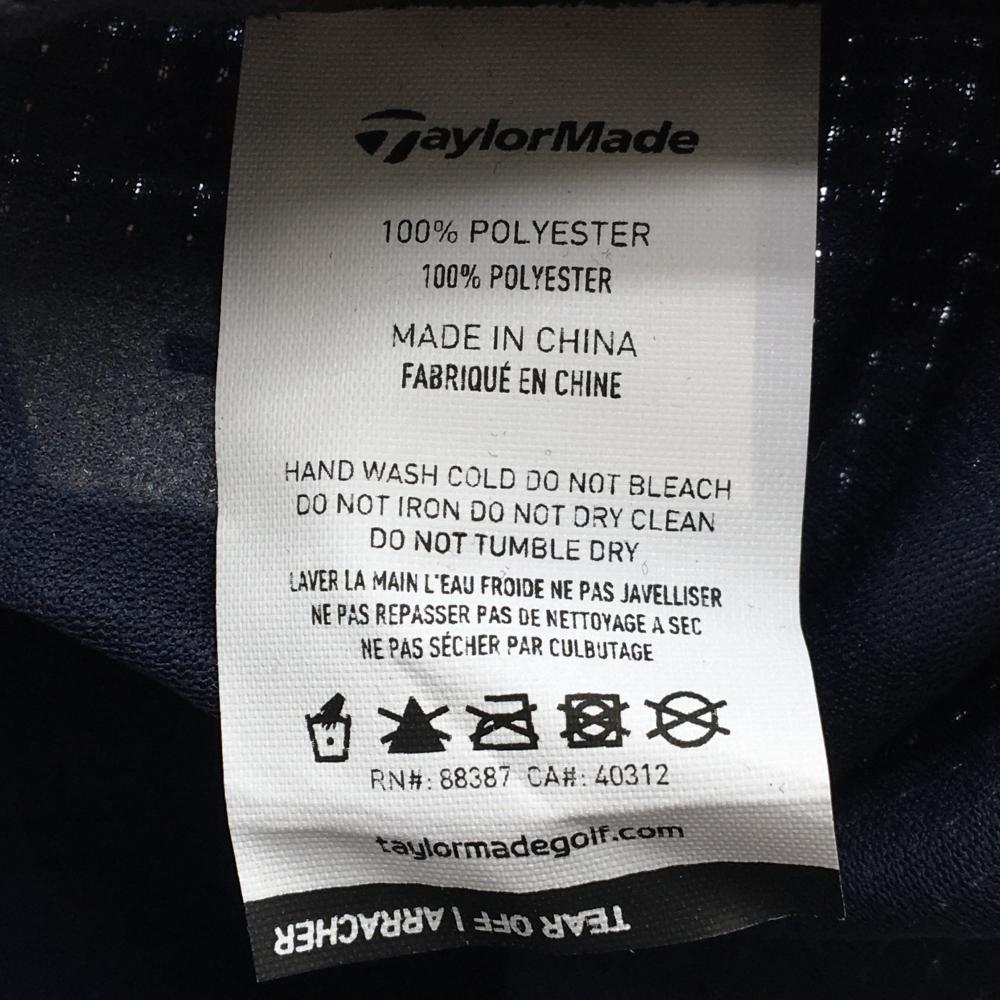 TaylorMade
100% POLYESTER
100% POLYESTER
MADE IN CHINA
FABRIQUÉ EN CHINE
HAND WASH COLD DO NOT BLEACH
DO NOT IRON DO NOT DRY CLEAN
DO NOT TUMBLE DRY
LAVER LA MAIN L'EAU FROIDE NE PAS JAVELLISER
NE PAS REPASSER PAS DE NETTOYAGE A SEC
NE PAS SÉCHER PAR CULBUTAGE
RN#: 88387 CA#: 40312
taylormadegolf.com
TEAR OFF | ARRACHER